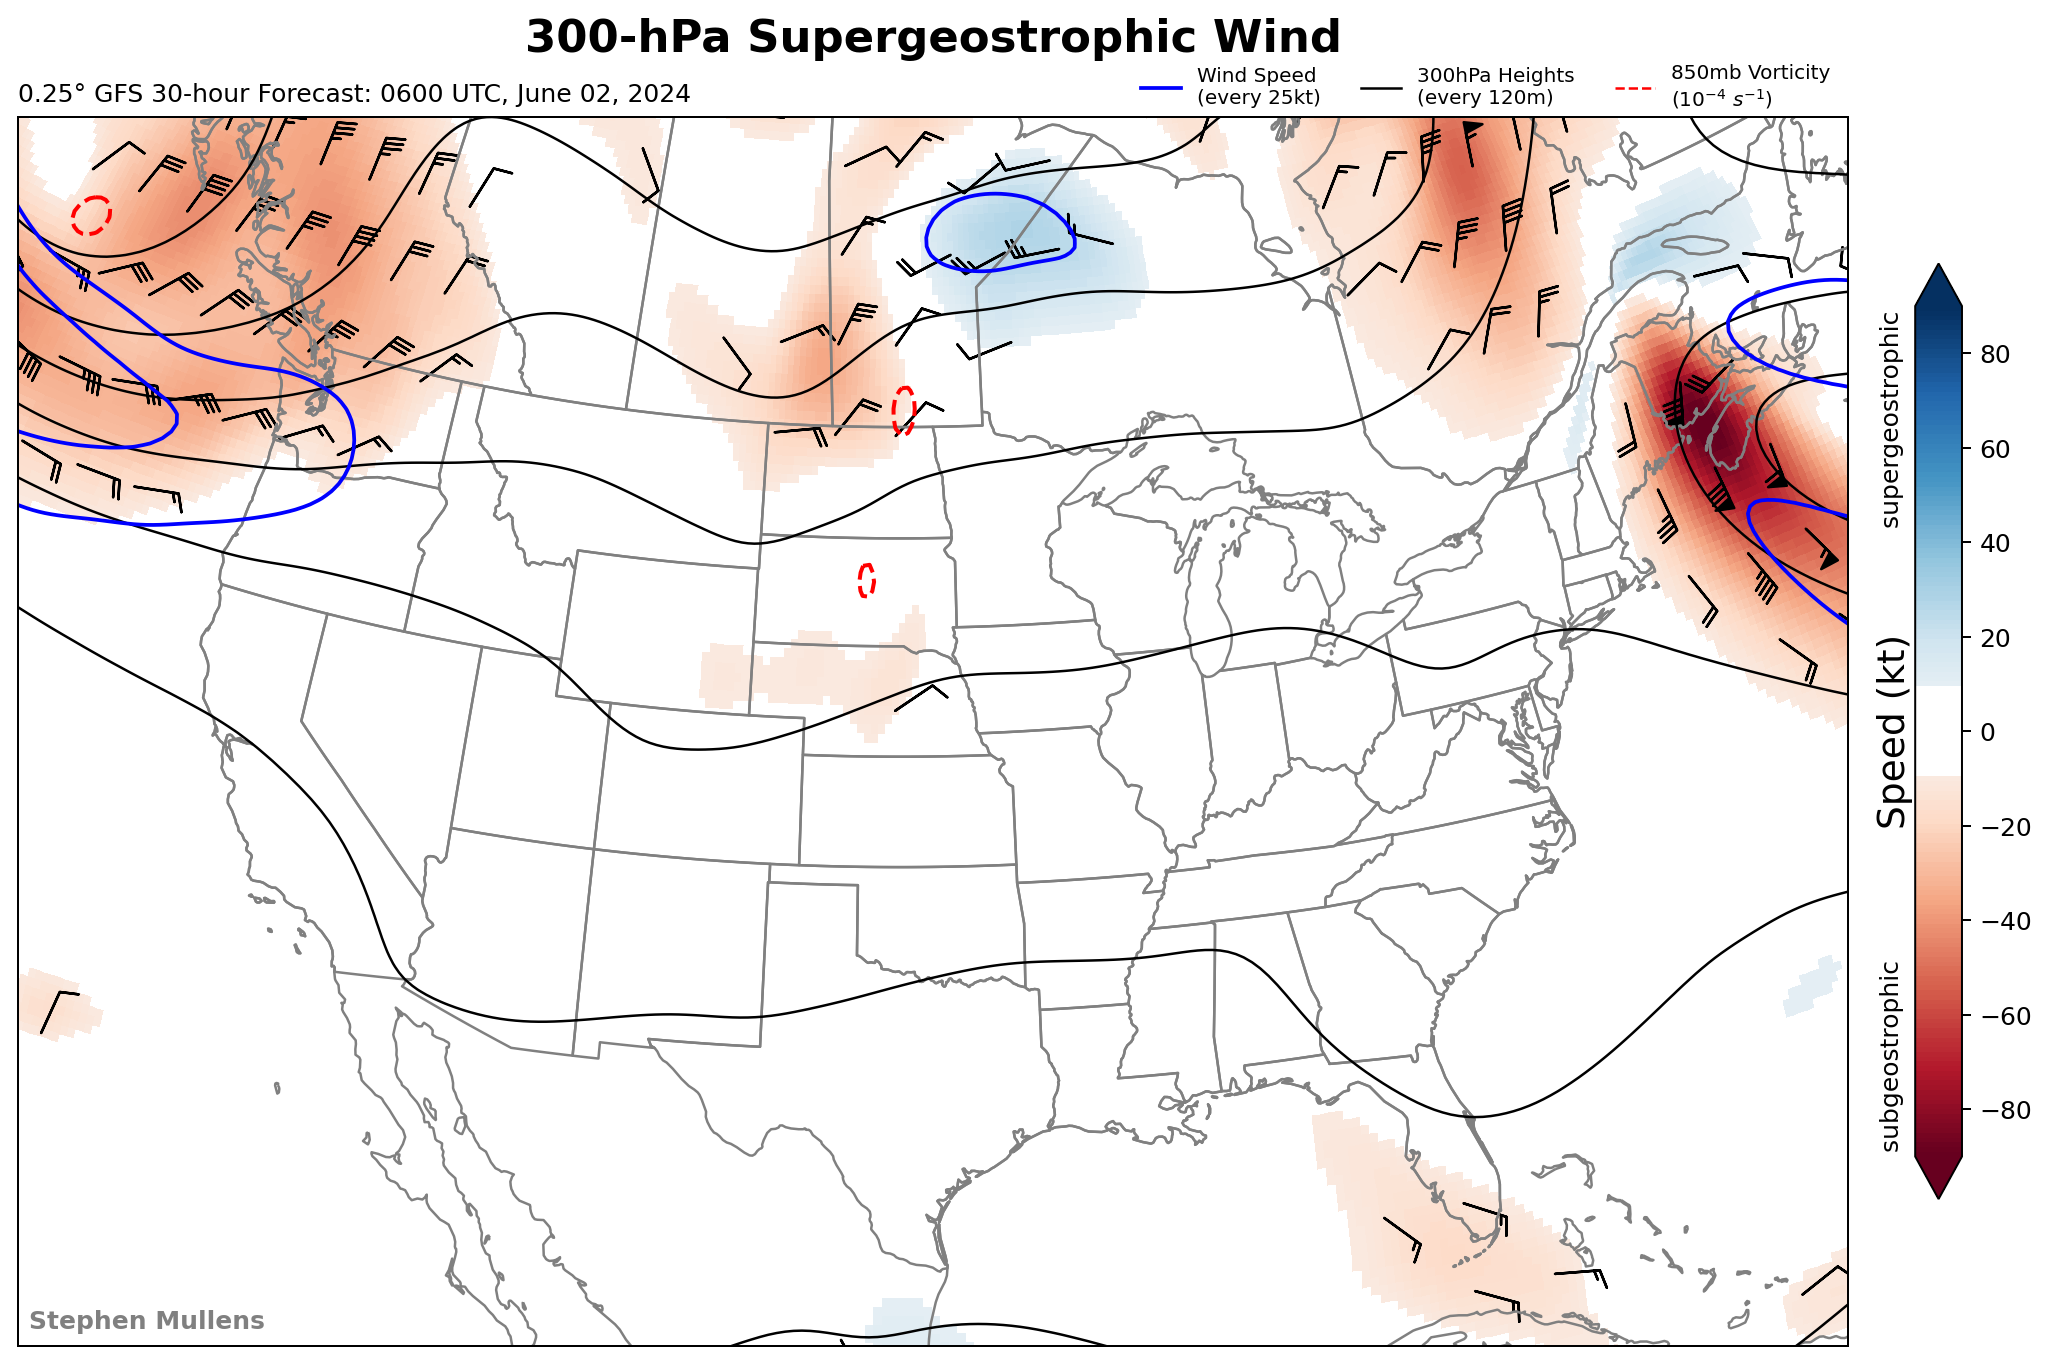 300-hPa Supergeostrophic Wind
0.25° GFS 30-hour Forecast: 0600 UTC, June 02, 2024
Wind Speed
(every 25kt)
300hPa Heights
(every 120m)
850mb Vorticity
(10⁻⁴ s⁻¹)
supergeostrophic
Speed (kt)
subgeostrophic
80
60
40
20
0
−20
−40
−60
−80
Stephen Mullens